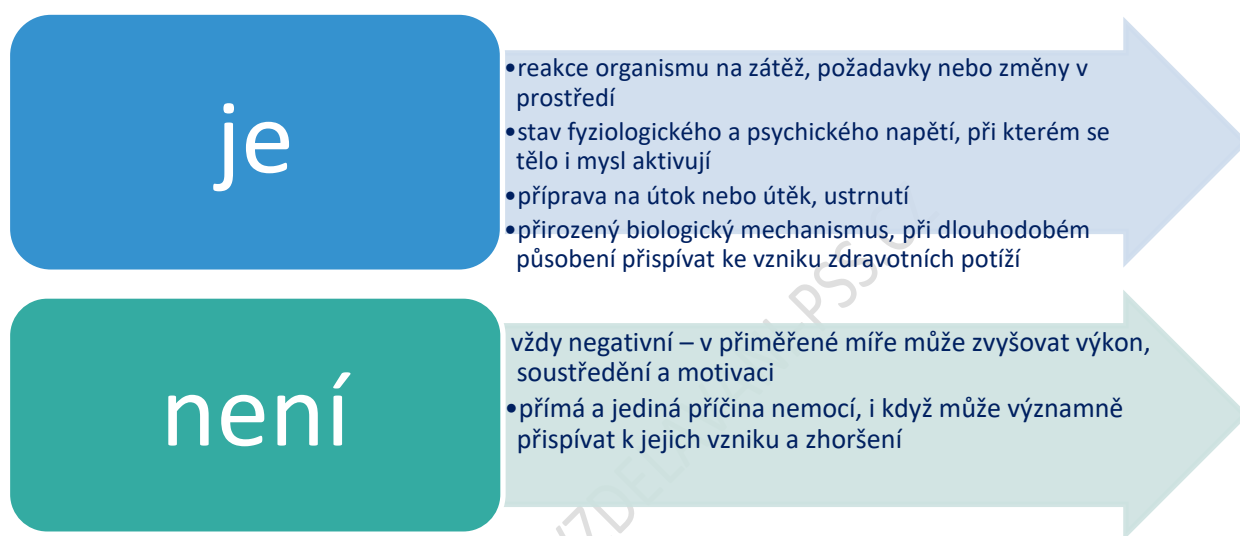 je
•reakce organismu na zátěž, požadavky nebo změny v
prostředí
•stav fyziologického a psychického napětí, při kterém se
tělo i mysl aktivují
•příprava na útok nebo útěk, ustrnutí
•přirozený biologický mechanismus, při dlouhodobém
působení přispívat ke vzniku zdravotních potíží
není
vždy negativní – v přiměřené míře může zvyšovat výkon,
soustředění a motivaci
•přímá a jediná příčina nemocí, i když může významně
přispívat k jejich vzniku a zhoršení